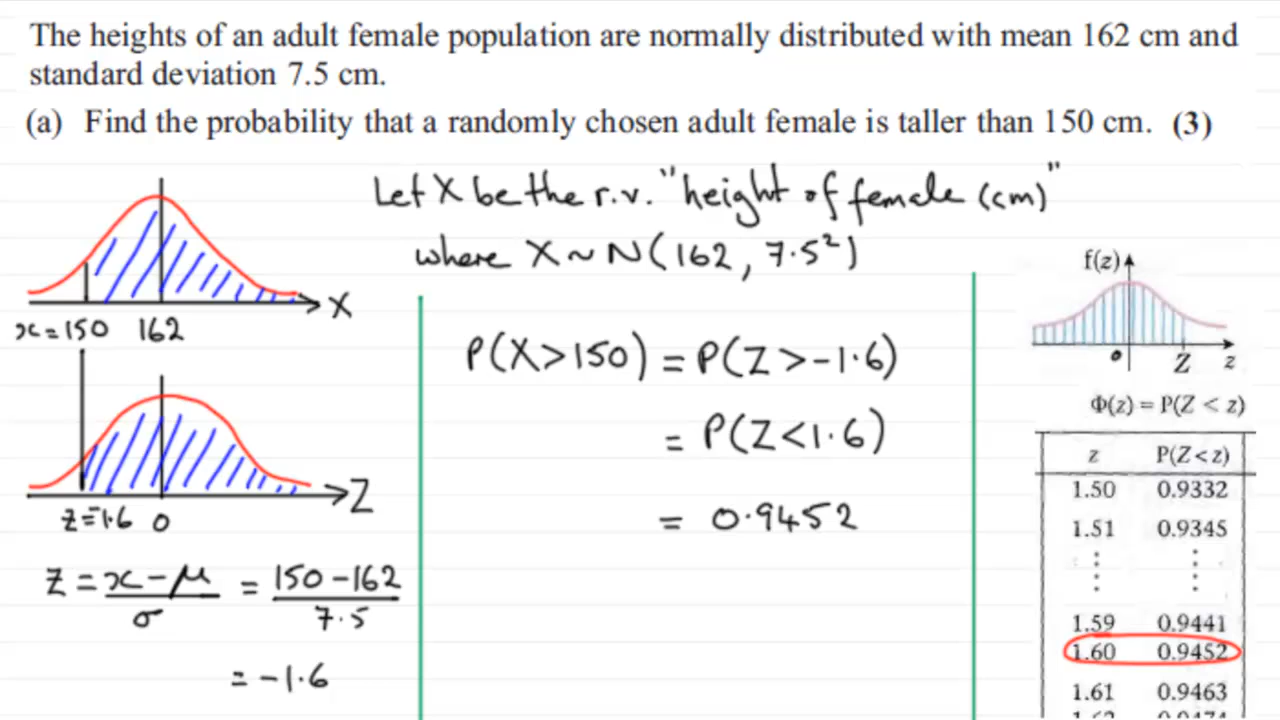 The heights of an adult female population are normally distributed with mean 162 cm and
standard deviation 7.5 cm.
(a) Find the probability that a randomly chosen adult female is taller than 150 cm. (3)
Let X be the r.v. "height of female (cm)"
where X ~ N(162, 7.5²)
X
x = 150 162
Z
z = -1.6 0
Z = x - μ / σ = 150 - 162 / 7.5
= -1.6
P(X > 150) = P(Z > -1.6)
= P(Z < 1.6)
= 0.9452
f(z)
0 Z z
Φ(z) = P(Z < z)
z P(Z < z)
1.50 0.9332
1.51 0.9345
⋮ ⋮
1.59 0.9441
1.60 0.9452
1.61 0.9463